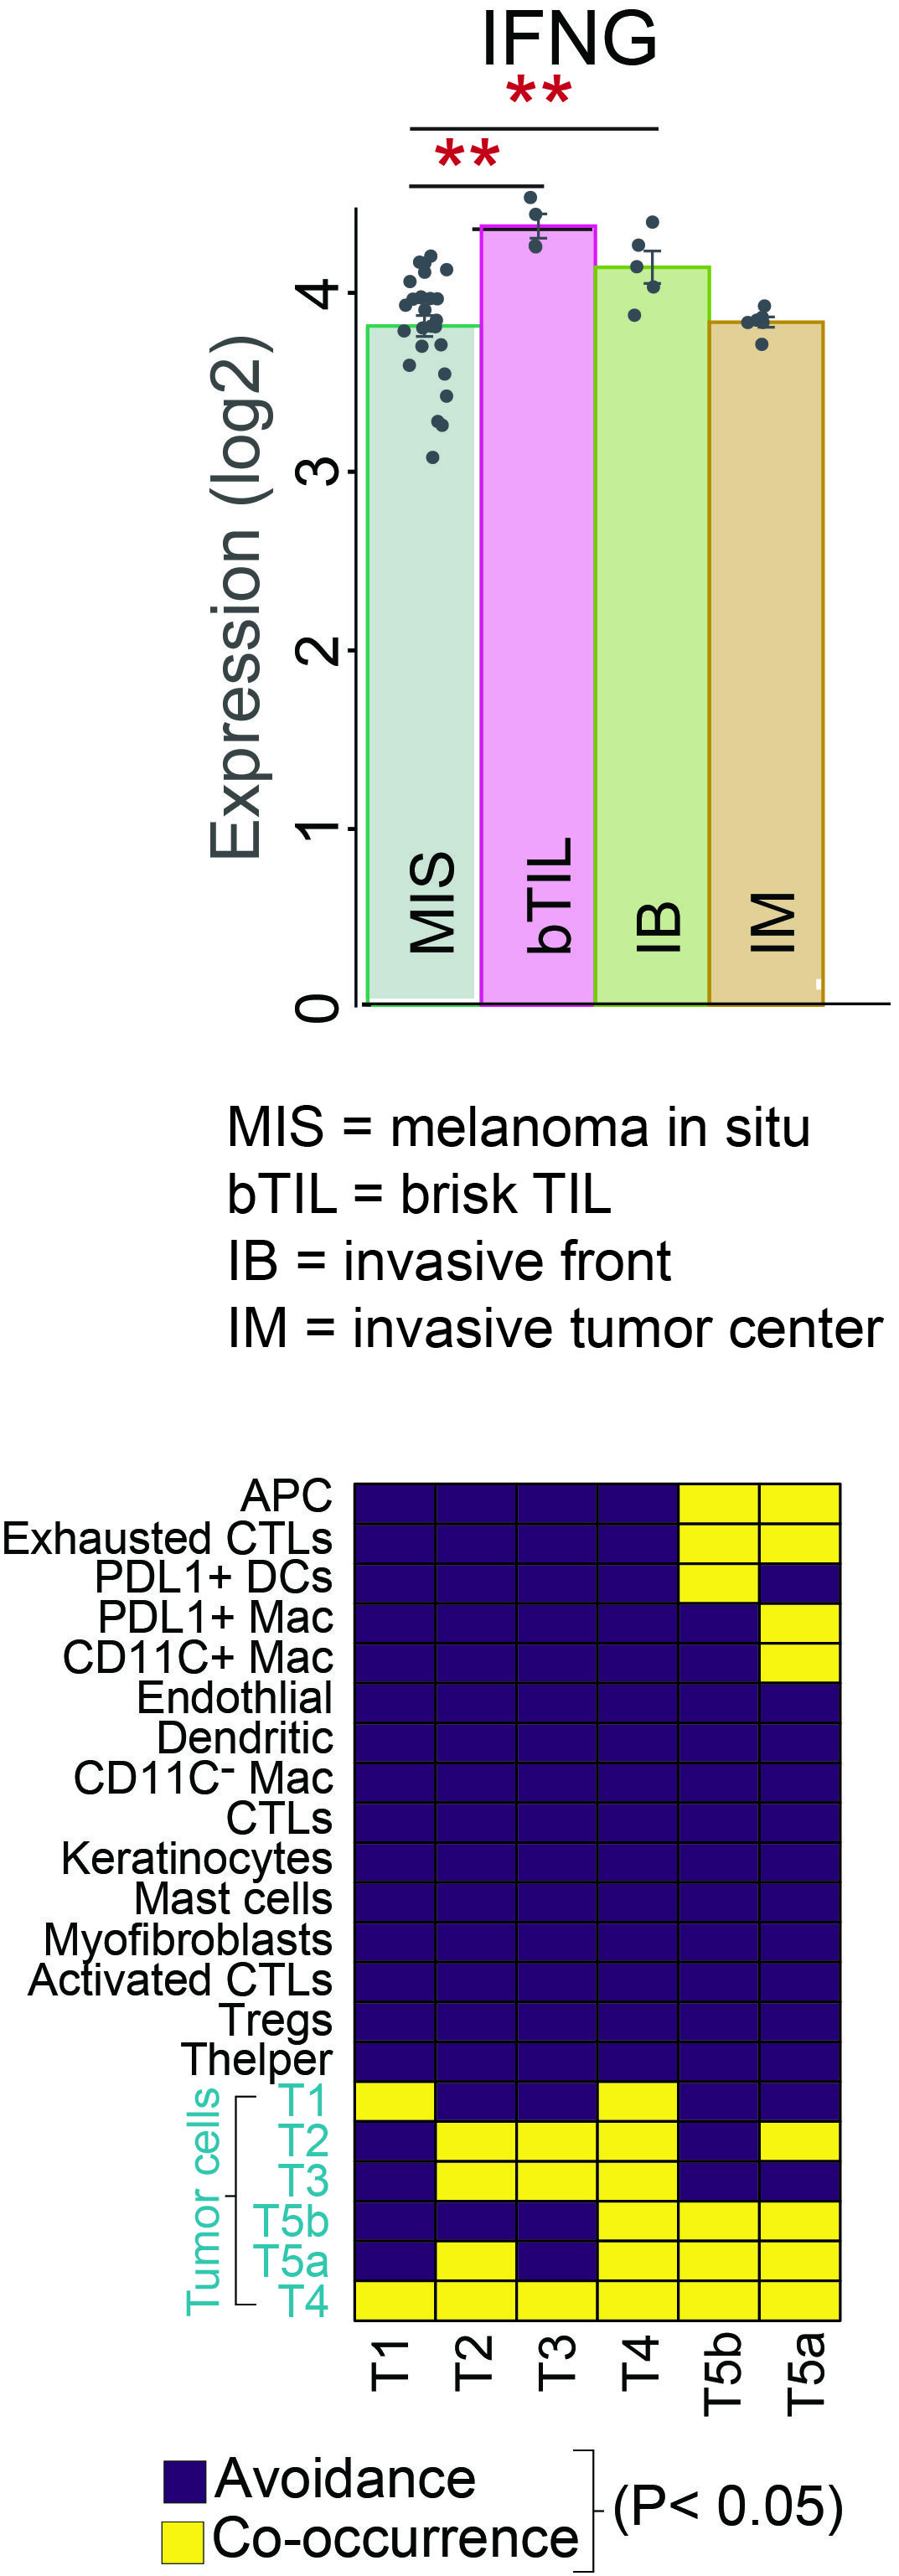 IFNG
**
**
Expression (log2)
4
3
2
1
0
MIS
bTIL
IB
IM
MIS = melanoma in situ
bTIL = brisk TIL
IB = invasive front
IM = invasive tumor center
APC
Exhausted CTLs
PDL1+ DCs
PDL1+ Mac
CD11C+ Mac
Endothlial
Dendritic
CD11C⁻ Mac
CTLs
Keratinocytes
Mast cells
Myofibroblasts
Activated CTLs
Tregs
Thelper
Tumor cells
T1
T2
T3
T5b
T5a
T4
T1 T2 T3 T4 T5b T5a
Avoidance
Co-occurrence
(P< 0.05)